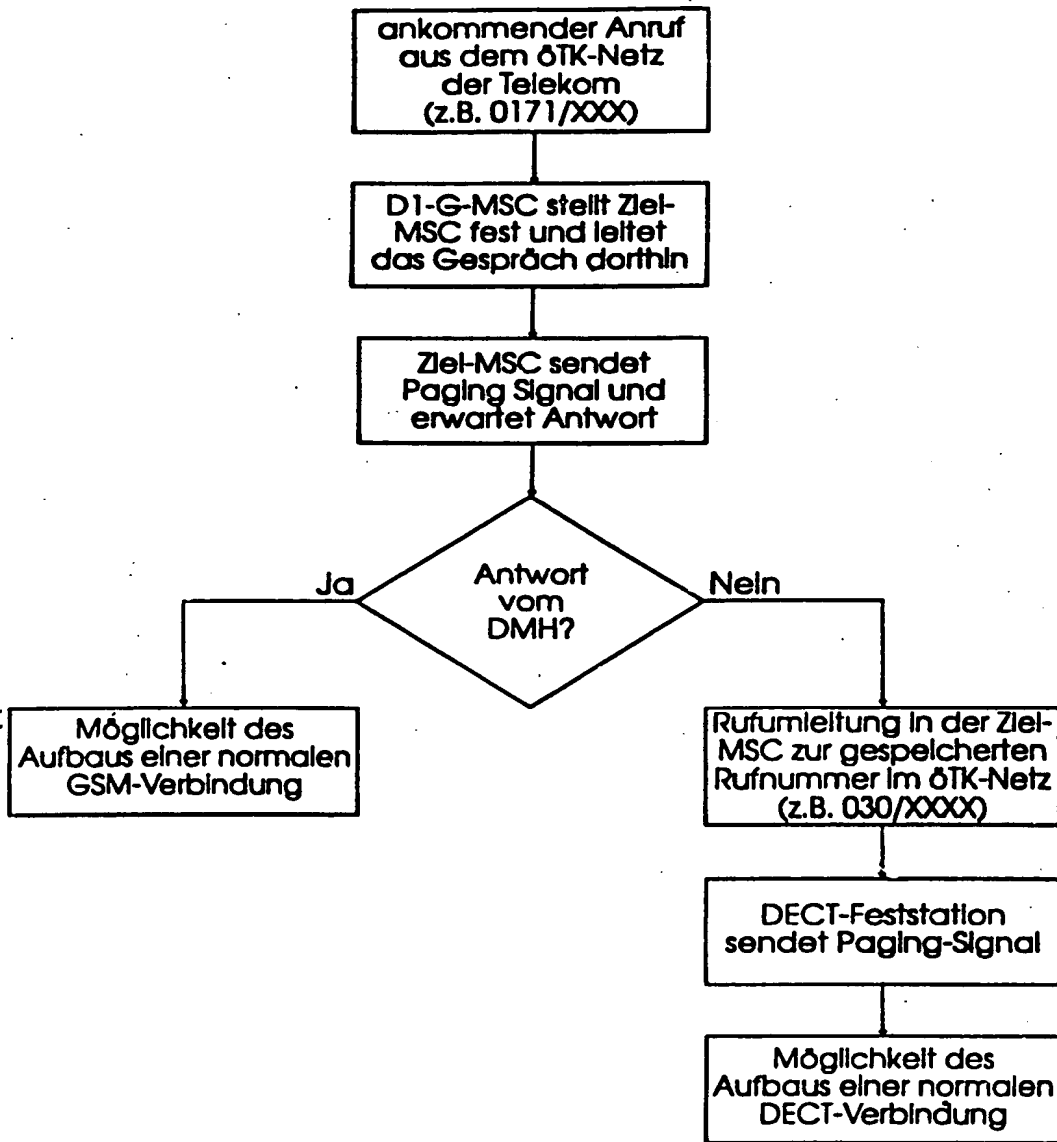 ankommender Anruf
aus dem öTK-Netz
der Telekom
(z.B. 0171/XXX)
D1-G-MSC stellt Ziel-
MSC fest und leitet
das Gespräch dorthin
Ziel-MSC sendet
Paging Signal und
erwartet Antwort
Antwort
vom
DMH?
Ja
Nein
Möglichkeit des
Aufbaus einer normalen
GSM-Verbindung
Rufumleitung in der Ziel-
MSC zur gespeicherten
Rufnummer im öTK-Netz
(z.B. 030/XXXX)
DECT-Feststation
sendet Paging-Signal
Möglichkeit des
Aufbaus einer normalen
DECT-Verbindung